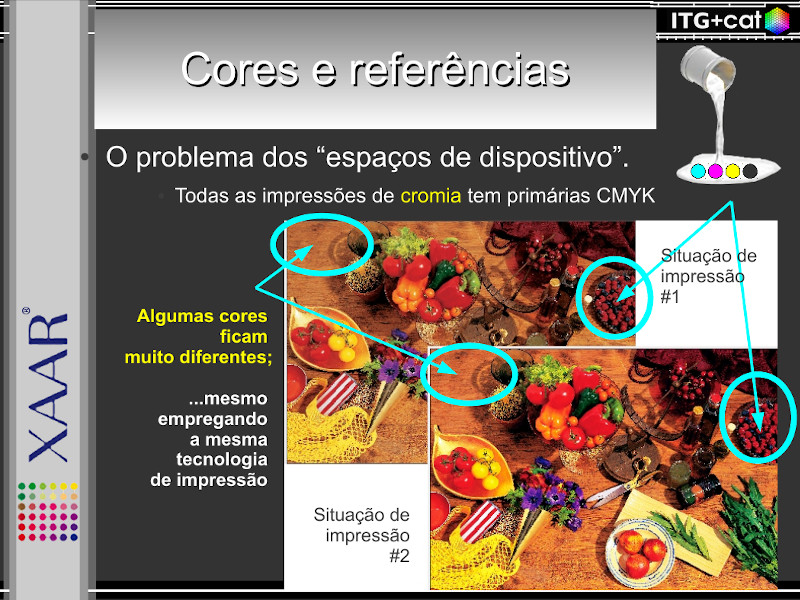 ITG+cat
Cores e referências
• O problema dos “espaços de dispositivo”.
• Todas as impressões de cromia tem primárias CMYK
Situação de
impressão
#1
Algumas cores
ficam
muito diferentes;
...mesmo
empregando
a mesma
tecnologia
de impressão
Situação de
impressão
#2
XAAR®